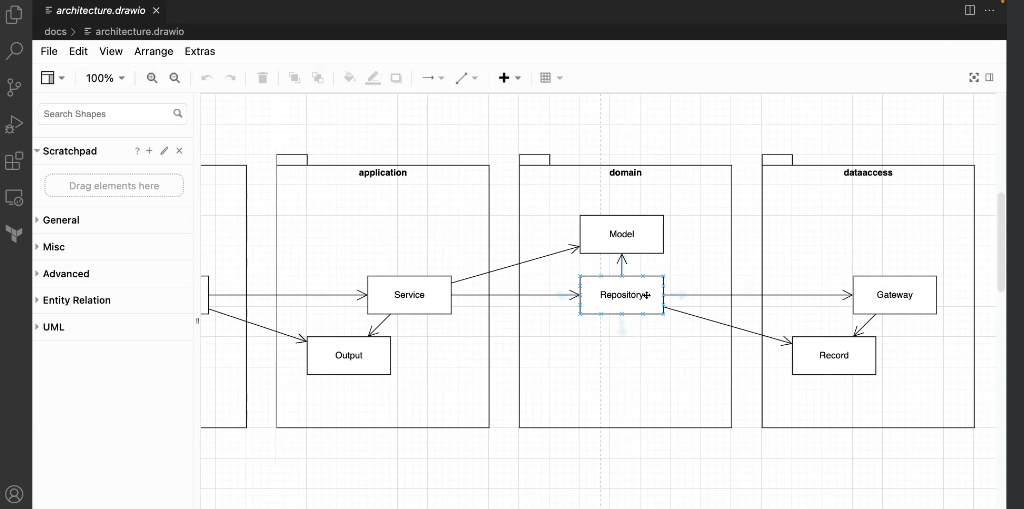 architecture.drawio
docs > architecture.drawio
File Edit View Arrange Extras
100%
Search Shapes
Scratchpad ?
Drag elements here
General
Misc
Advanced
Entity Relation
UML
application
domain
dataaccess
Model
Service
Repository
Gateway
Output
Record